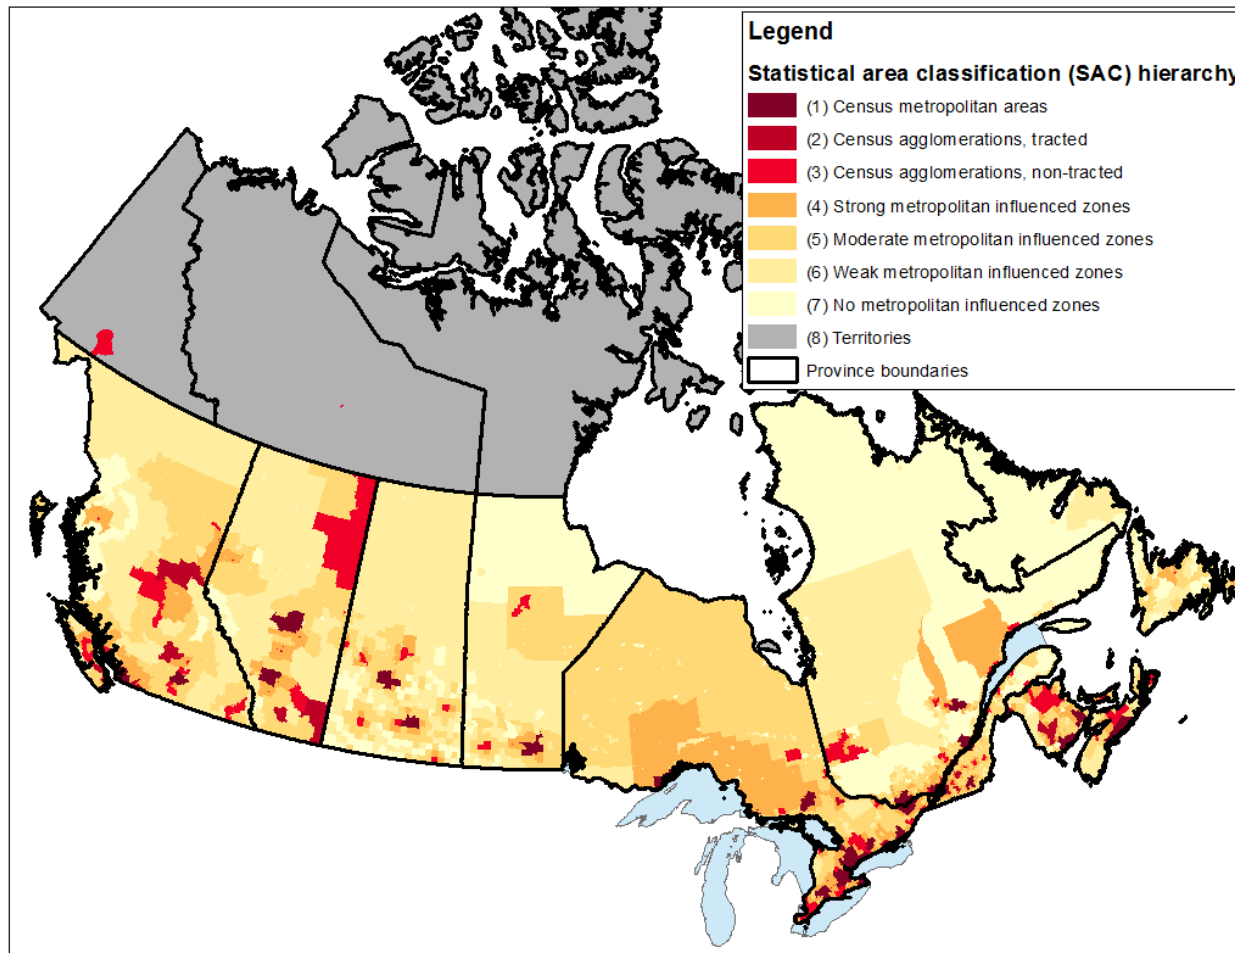 Legend
Statistical area classification (SAC) hierarchy
(1) Census metropolitan areas
(2) Census agglomerations, tracted
(3) Census agglomerations, non-tracted
(4) Strong metropolitan influenced zones
(5) Moderate metropolitan influenced zones
(6) Weak metropolitan influenced zones
(7) No metropolitan influenced zones
(8) Territories
Province boundaries